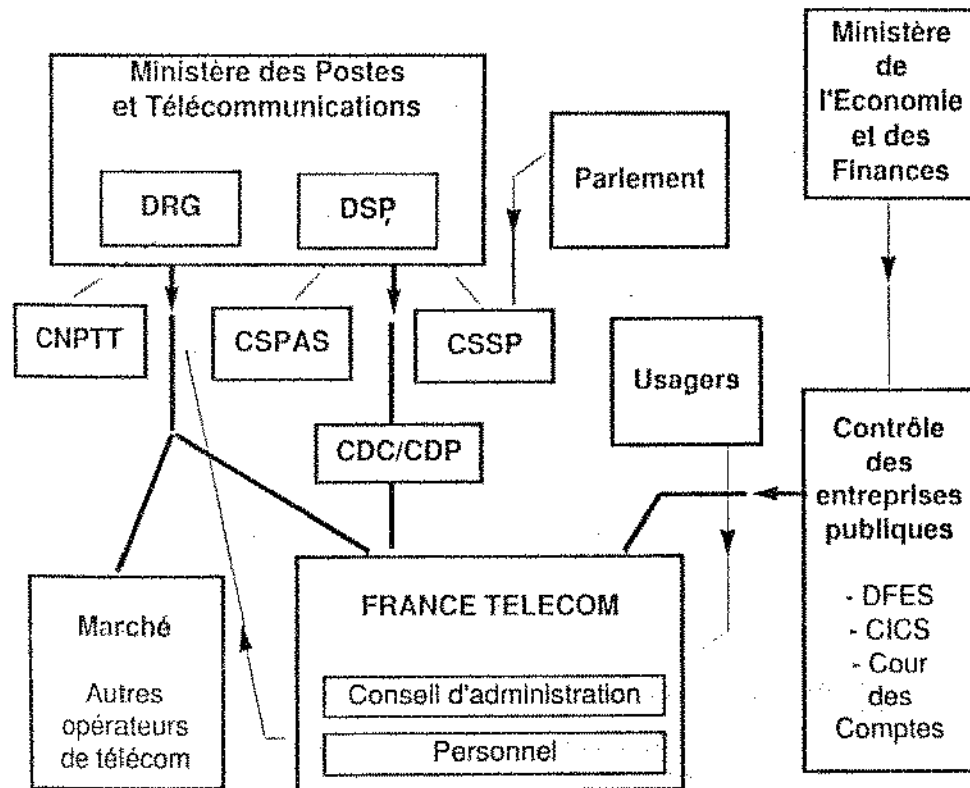 Ministère des Postes
et Télécommunications
DRG
DSP
Parlement
Ministère
de
l'Economie
et des
Finances
CNPTT
CSPAS
CSSP
Usagers
CDC/CDP
Contrôle
des
entreprises
publiques
- DFES
- CICS
- Cour
des
Comptes
Marché
Autres
opérateurs
de télécom
FRANCE TELECOM
Conseil d'administration
Personnel